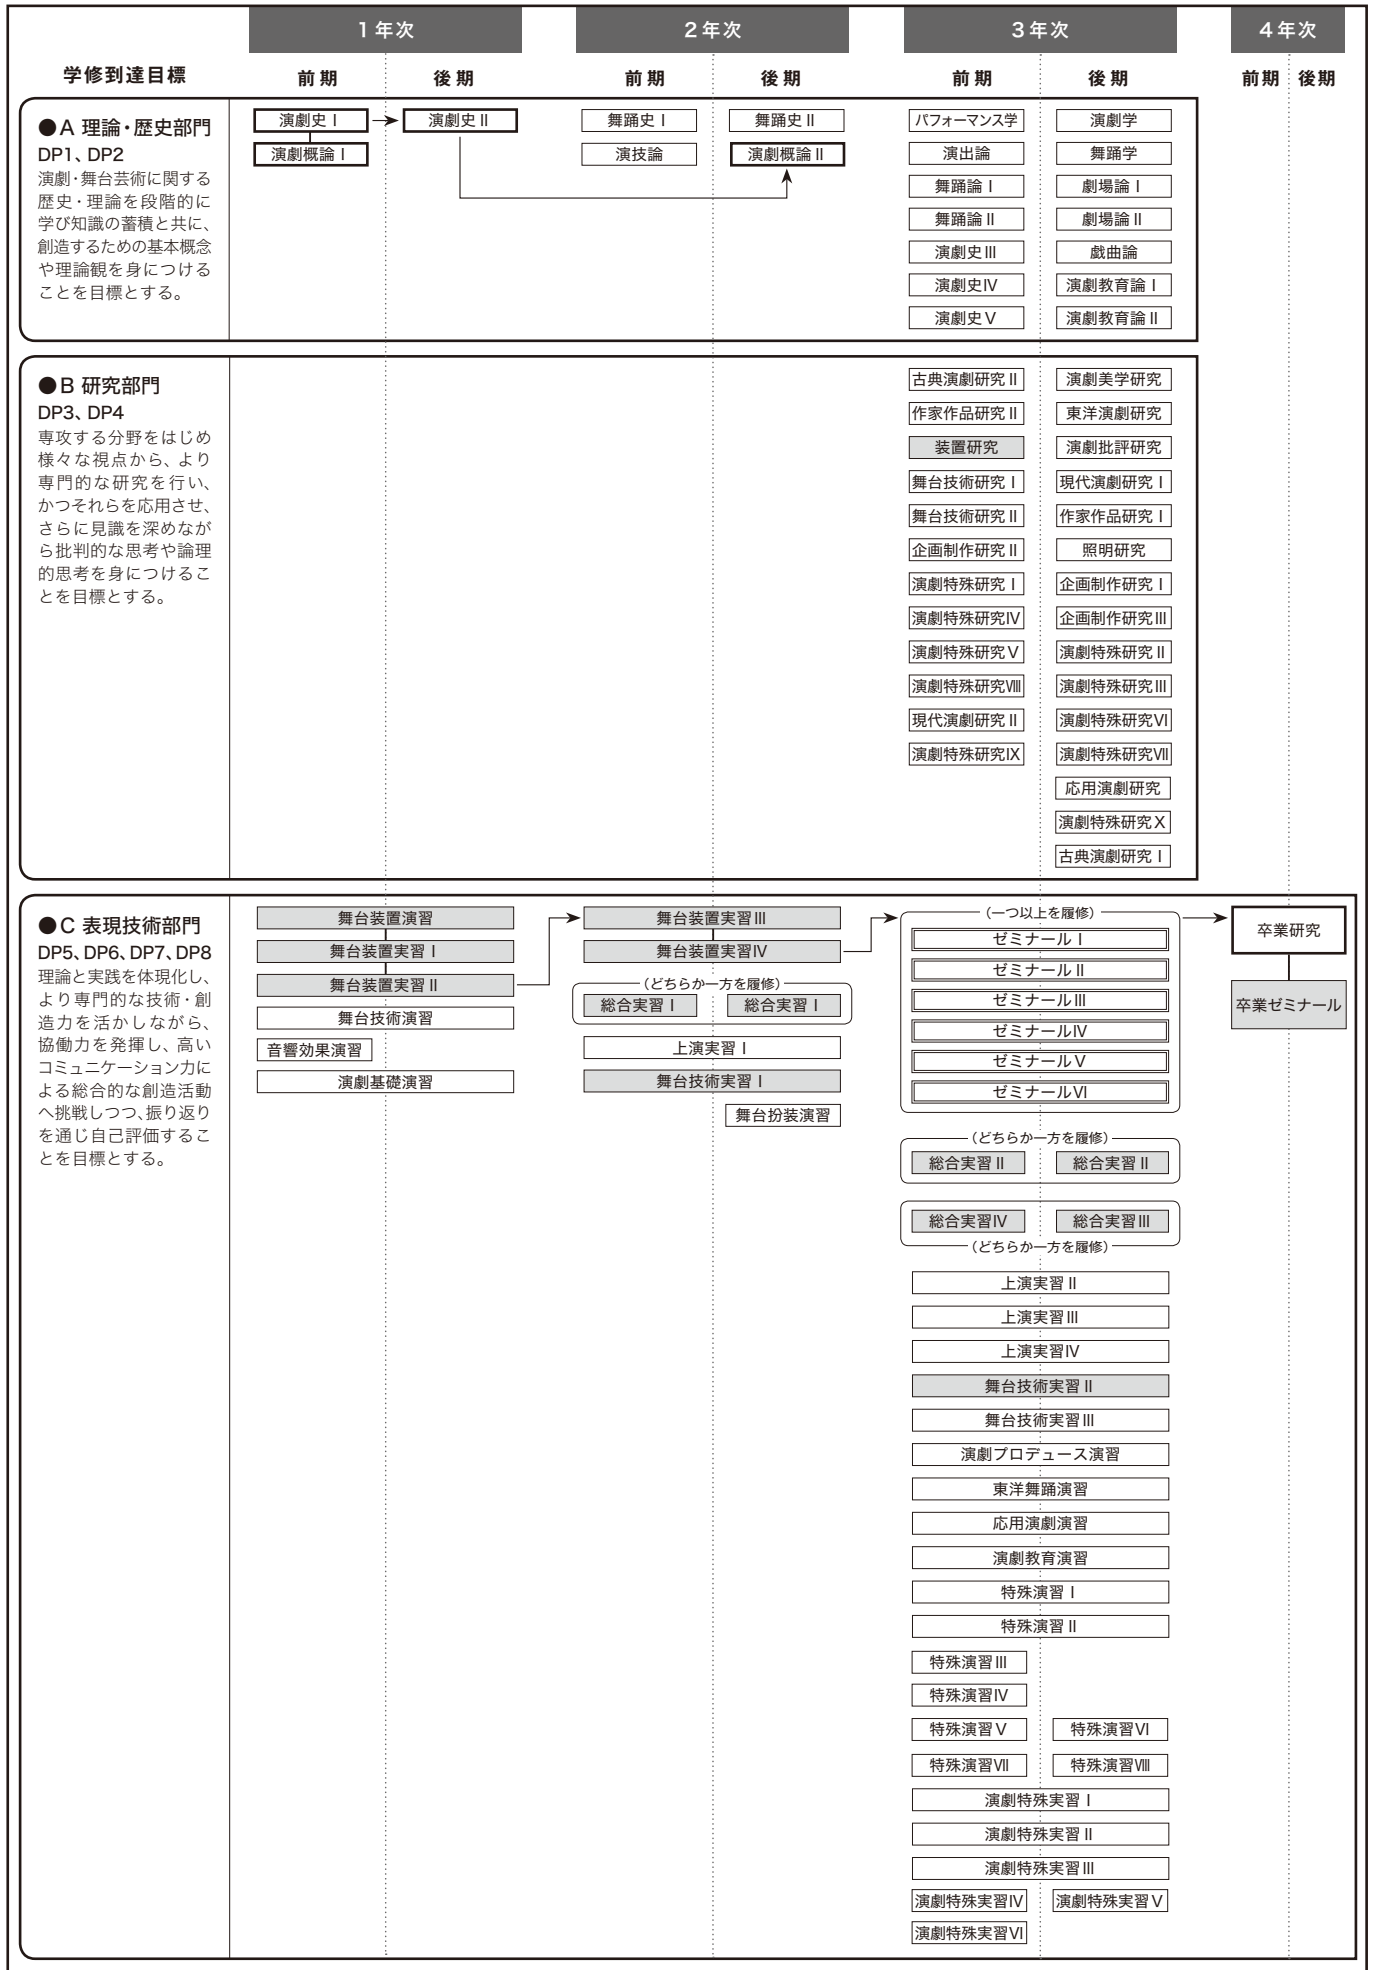 1年次
2年次
3年次
4年次
学修到達目標
前期
後期
前期
後期
前期
後期
前期
後期
●A 理論・歴史部門
DP1、DP2
演劇・舞台芸術に関する
歴史・理論を段階的に
学び知識の蓄積と共に、
創造するための基本概念
や理論観を身につける
ことを目標とする。
演劇史Ⅰ
演劇概論Ⅰ
演劇史Ⅱ
舞踊史Ⅰ
演技論
舞踊史Ⅱ
演劇概論Ⅱ
パフォーマンス学
演出論
舞踊論Ⅰ
舞踊論Ⅱ
演劇史Ⅲ
演劇史Ⅳ
演劇史Ⅴ
演劇学
舞踊学
劇場論Ⅰ
劇場論Ⅱ
戯曲論
演劇教育論Ⅰ
演劇教育論Ⅱ
●B 研究部門
DP3、DP4
専攻する分野をはじめ
様々な視点から、より
専門的な研究を行い、
かつそれらを応用させ、
さらに見識を深めなが
ら批判的な思考や論理
的思考を身につけるこ
とを目標とする。
古典演劇研究Ⅱ
作家作品研究Ⅱ
装置研究
舞台技術研究Ⅰ
舞台技術研究Ⅱ
企画制作研究Ⅱ
演劇特殊研究Ⅰ
演劇特殊研究Ⅳ
演劇特殊研究Ⅴ
演劇特殊研究Ⅷ
現代演劇研究Ⅱ
演劇特殊研究Ⅸ
演劇美学研究
東洋演劇研究
演劇批評研究
現代演劇研究Ⅰ
作家作品研究Ⅰ
照明研究
企画制作研究Ⅰ
企画制作研究Ⅲ
演劇特殊研究Ⅱ
演劇特殊研究Ⅲ
演劇特殊研究Ⅵ
演劇特殊研究Ⅶ
応用演劇研究
演劇特殊研究Ⅹ
古典演劇研究Ⅰ
●C 表現技術部門
DP5、DP6、DP7、DP8
理論と実践を体現化し、
より専門的な技術・創
造力を活かしながら、
協働力を発揮し、高い
コミュニケーション力に
よる総合的な創造活動
へ挑戦しつつ、振り返り
を通じ自己評価するこ
とを目標とする。
舞台装置演習
舞台装置実習Ⅰ
舞台装置実習Ⅱ
舞台技術演習
音響効果演習
演劇基礎演習
舞台装置実習Ⅲ
舞台装置実習Ⅳ
(どちらか一方を履修)
総合実習Ⅰ
総合実習Ⅰ
上演実習Ⅰ
舞台技術実習Ⅰ
舞台扮装演習
(一つ以上を履修)
ゼミナールⅠ
ゼミナールⅡ
ゼミナールⅢ
ゼミナールⅣ
ゼミナールⅤ
ゼミナールⅥ
(どちらか一方を履修)
総合実習Ⅱ
総合実習Ⅱ
総合実習Ⅳ
総合実習Ⅲ
(どちらか一方を履修)
上演実習Ⅱ
上演実習Ⅲ
上演実習Ⅳ
舞台技術実習Ⅱ
舞台技術実習Ⅲ
演劇プロデュース演習
東洋舞踊演習
応用演劇演習
演劇教育演習
特殊演習Ⅰ
特殊演習Ⅱ
特殊演習Ⅲ
特殊演習Ⅳ
特殊演習Ⅴ
特殊演習Ⅵ
特殊演習Ⅶ
特殊演習Ⅷ
演劇特殊実習Ⅰ
演劇特殊実習Ⅱ
演劇特殊実習Ⅲ
演劇特殊実習Ⅳ
演劇特殊実習Ⅴ
演劇特殊実習Ⅵ
卒業研究
卒業ゼミナール